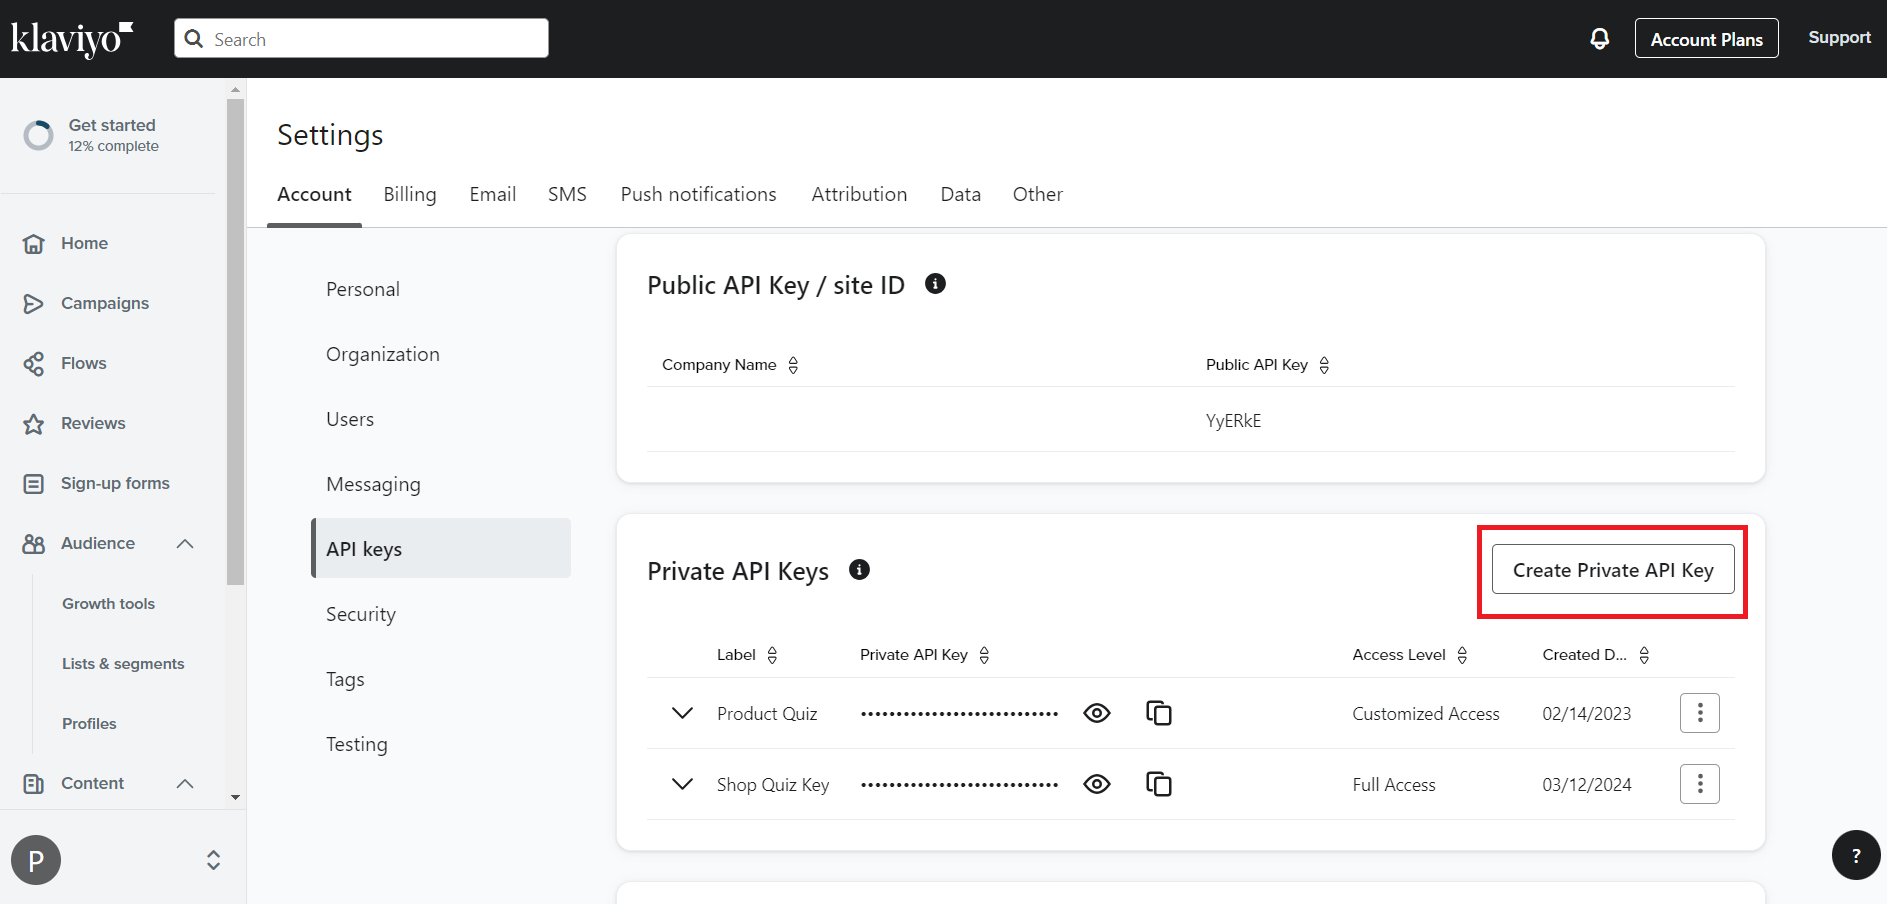 klaviyo
Search
Account Plans
Support
Get started
12% complete
Home
Campaigns
Flows
Reviews
Sign-up forms
Audience
Growth tools
Lists & segments
Profiles
Content
P
Settings
Account Billing Email SMS Push notifications Attribution Data Other
Personal
Organization
Users
Messaging
API keys
Security
Tags
Testing
Public API Key / site ID
Company Name Public API Key
YyERkE
Private API Keys
Create Private API Key
Label Private API Key Access Level Created D...
Product Quiz •••••••••••••••••••••••••••• Customized Access 02/14/2023
Shop Quiz Key •••••••••••••••••••••••••••• Full Access 03/12/2024
?